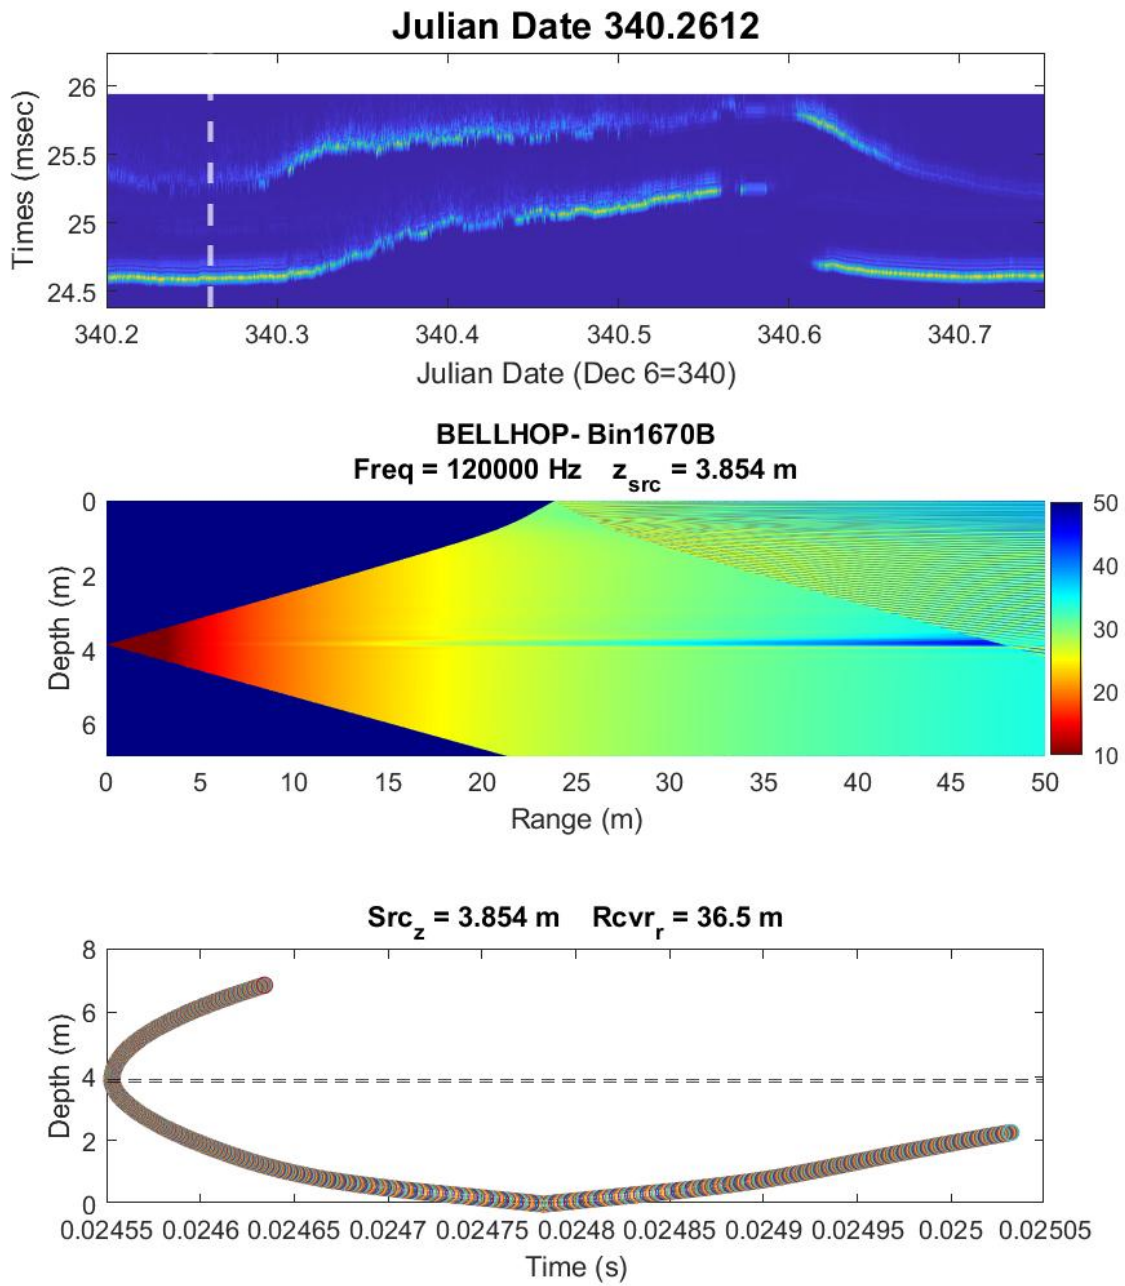 Julian Date 340.2612
26
25.5
25
24.5
Times (msec)
340.2 340.3 340.4 340.5 340.6 340.7
Julian Date (Dec 6=340)
BELLHOP- Bin1670B
Freq = 120000 Hz z_src = 3.854 m
0
2
4
6
Depth (m)
50
40
30
20
10
0 5 10 15 20 25 30 35 40 45 50
Range (m)
Src_z = 3.854 m Rcvr_r = 36.5 m
8
6
4
2
0
Depth (m)
0.02455 0.0246 0.02465 0.0247 0.02475 0.0248 0.02485 0.0249 0.02495 0.025 0.02505
Time (s)